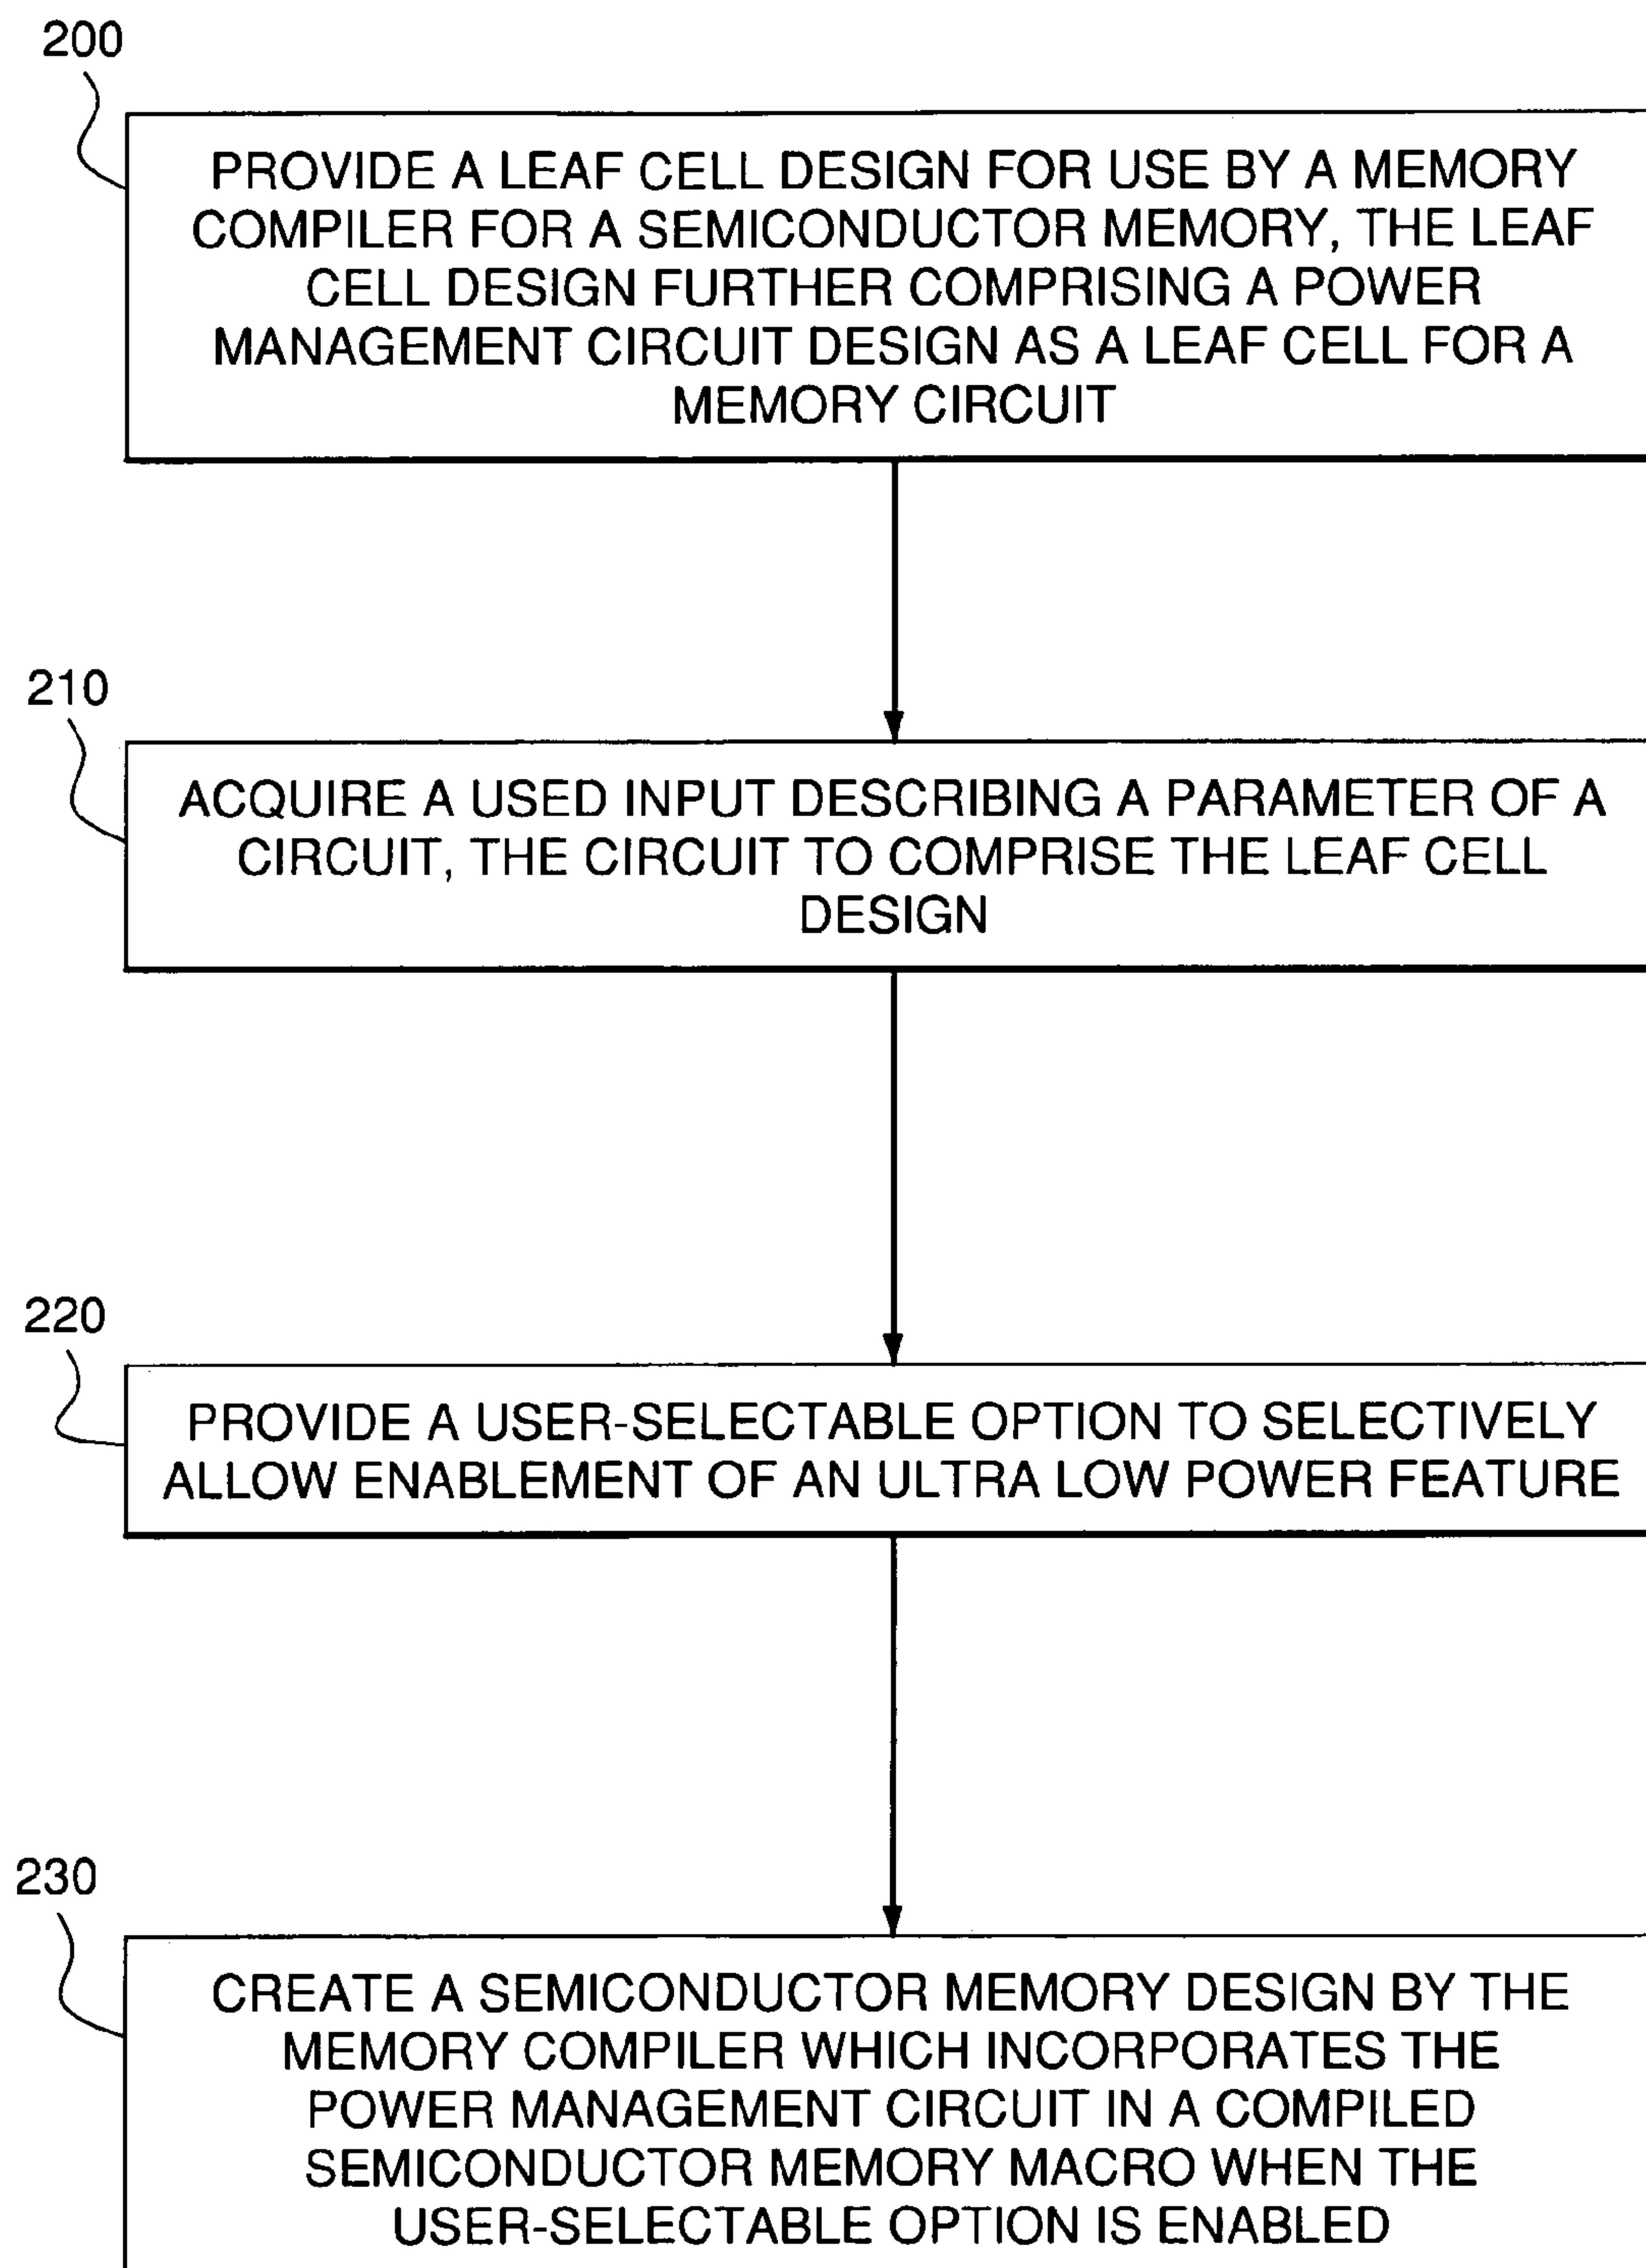 200
PROVIDE A LEAF CELL DESIGN FOR USE BY A MEMORY
COMPILER FOR A SEMICONDUCTOR MEMORY, THE LEAF
CELL DESIGN FURTHER COMPRISING A POWER
MANAGEMENT CIRCUIT DESIGN AS A LEAF CELL FOR A
MEMORY CIRCUIT
210
ACQUIRE A USED INPUT DESCRIBING A PARAMETER OF A
CIRCUIT, THE CIRCUIT TO COMPRISE THE LEAF CELL
DESIGN
220
PROVIDE A USER-SELECTABLE OPTION TO SELECTIVELY
ALLOW ENABLEMENT OF AN ULTRA LOW POWER FEATURE
230
CREATE A SEMICONDUCTOR MEMORY DESIGN BY THE
MEMORY COMPILER WHICH INCORPORATES THE
POWER MANAGEMENT CIRCUIT IN A COMPILED
SEMICONDUCTOR MEMORY MACRO WHEN THE
USER-SELECTABLE OPTION IS ENABLED